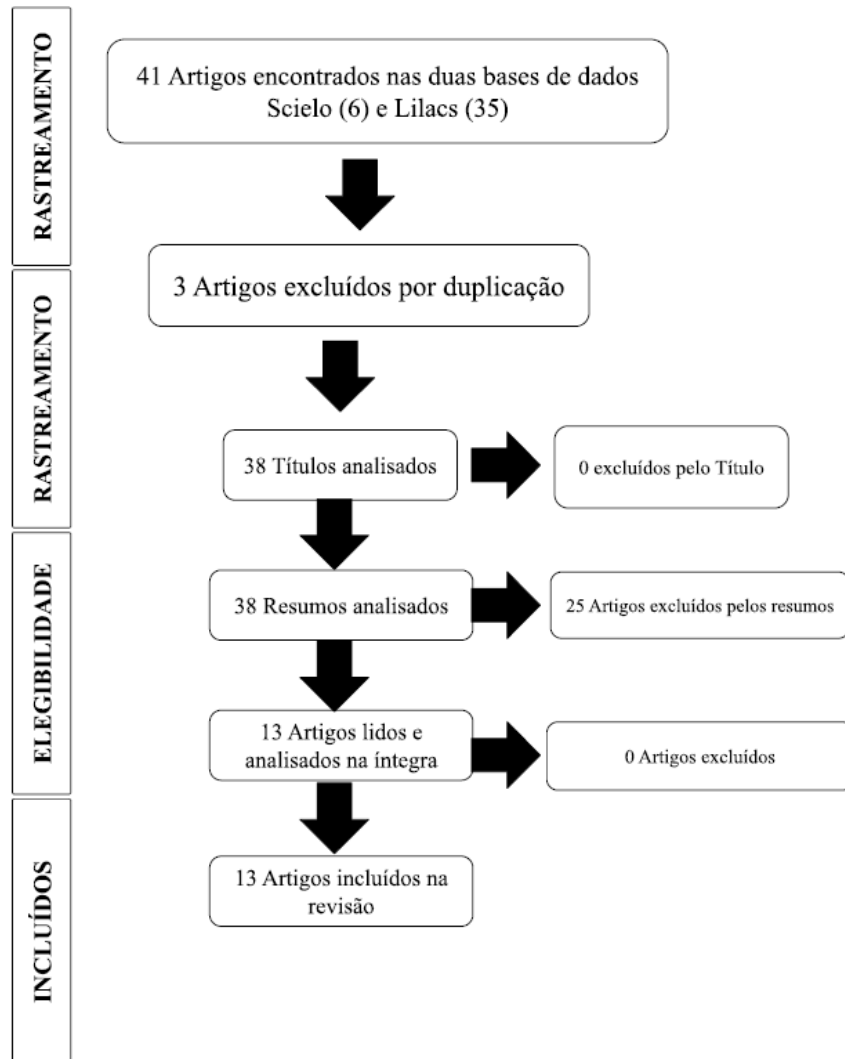 RASTREAMENTO
41 Artigos encontrados nas duas bases de dados
Scielo (6) e Lilacs (35)
3 Artigos excluídos por duplicação
RASTREAMENTO
38 Títulos analisados
0 excluídos pelo Título
ELEGIBILIDADE
38 Resumos analisados
25 Artigos excluídos pelos resumos
13 Artigos lidos e
analisados na íntegra
0 Artigos excluídos
INCLUÍDOS
13 Artigos incluídos na
revisão